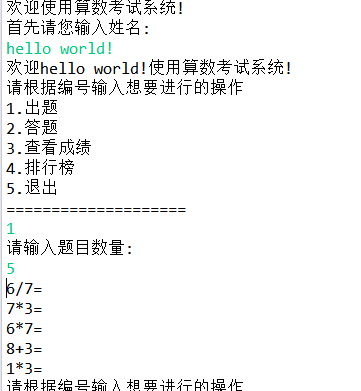 欢迎使用算数考试系统!
首先请您输入姓名:
hello world!
欢迎hello world!使用算数考试系统!
请根据编号输入想要进行的操作
1.出题
2.答题
3.查看成绩
4.排行榜
5.退出
====================
1
请输入题目数量:
5
6/7=
7*3=
6*7=
8+3=
1*3=
请根据编号输入想要进行的操作